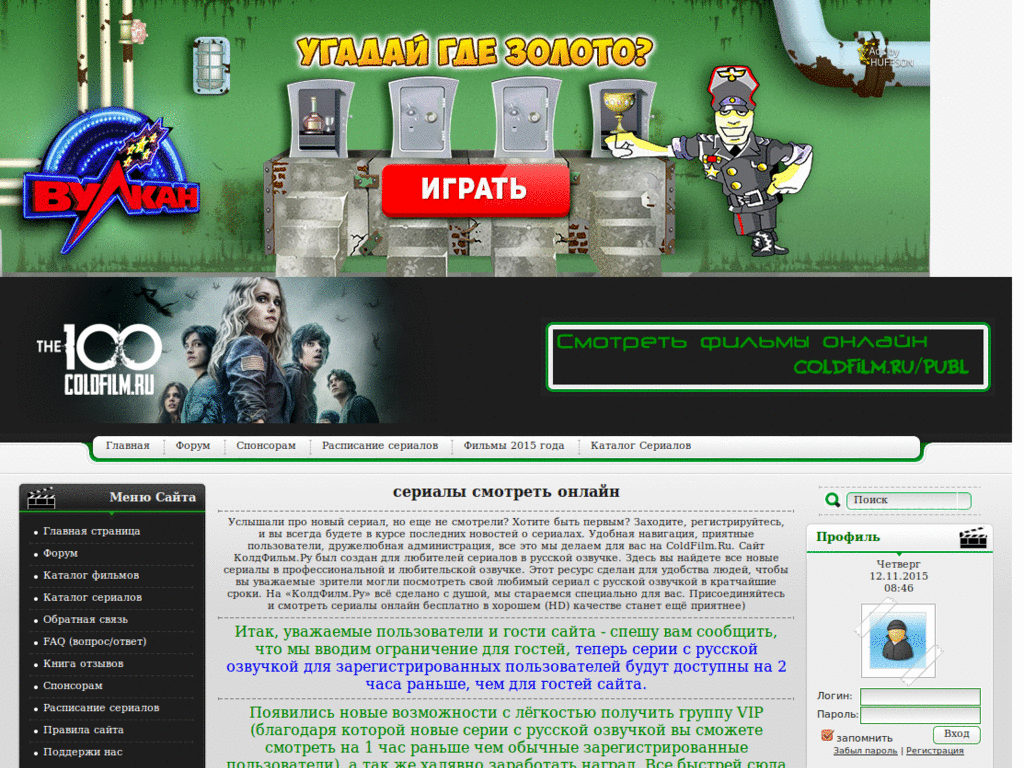 УГАДАЙ ГДЕ ЗОЛОТО?
Ads by
HUFFSON
ВУЛКАН
ИГРАТЬ
THE 100
COLDFILM.RU
Смотреть фильмы онлайн
COLDFILM.RU/PUBL
Главная
Форум
Спонсорам
Расписание сериалов
Фильмы 2015 года
Каталог Сериалов
Меню Сайта
Главная страница
Форум
Каталог фильмов
Каталог сериалов
Обратная связь
FAQ (вопрос/ответ)
Книга отзывов
Спонсорам
Расписание сериалов
Правила сайта
Поддержи нас
сериалы смотреть онлайн
Услышали про новый сериал, но еще не смотрели? Хотите быть первым? Заходите, регистрируйтесь,
и вы всегда будете в курсе последних новостей о сериалах. Удобная навигация, приятные
пользователи, дружелюбная администрация, все это мы делаем для вас на ColdFilm.Ru. Сайт
КолдФильм.Ру был создан для любителей сериалов в русской озвучке. Здесь вы найдете все новые
сериалы в профессиональной и любительской озвучке. Этот ресурс сделан для удобства людей, чтобы
вы уважаемые зрители могли посмотреть свой любимый сериал с русской озвучкой в кратчайшие
сроки. На «КолдФилм.Ру» всё сделано с душой, мы стараемся специально для вас. Присоединяйтесь
и смотреть сериалы онлайн бесплатно в хорошем (HD) качестве станет ещё приятнее)
Итак, уважаемые пользователи и гости сайта - спешу вам сообщить,
что мы вводим ограничение для гостей, теперь серии с русской
озвучкой для зарегистрированных пользователей будут доступны на 2
часа раньше, чем для гостей сайта.
Появились новые возможности с лёгкостью получить группу VIP
(благодаря которой новые серии с русской озвучкой вы сможете
смотреть на 1 час раньше чем обычные зарегистрированные
пользователи), а так же халявно заработать наград. Все быстрей сюда
Поиск
Профиль
Четверг
12.11.2015
08:46
Логин:
Пароль:
запомнить
Вход
Забыл пароль | Регистрация